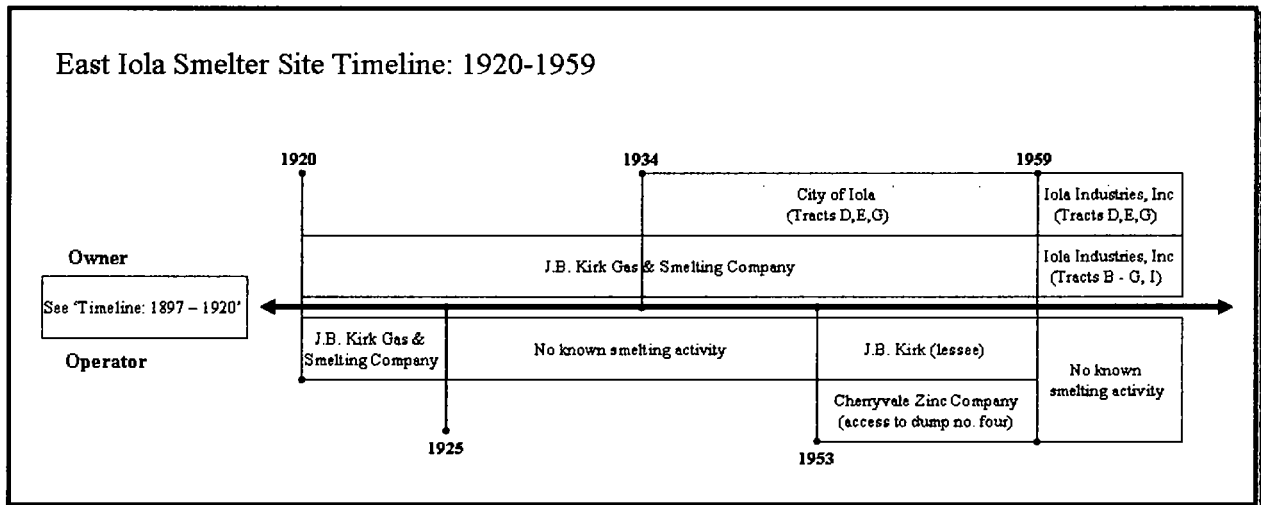 East Iola Smelter Site Timeline: 1920-1959
1920
1934
1959
City of Iola
(Tracts D,E,G)
Iola Industries, Inc
(Tracts D,E,G)
Owner
J.B. Kirk Gas & Smelting Company
Iola Industries, Inc
(Tracts B - G, I)
See 'Timeline: 1897 – 1920'
Operator
J.B. Kirk Gas &
Smelting Company
No known smelting activity
J.B. Kirk (lessee)
No known
smelting activity
Cherryvale Zinc Company
(access to dump no. four)
1925
1953